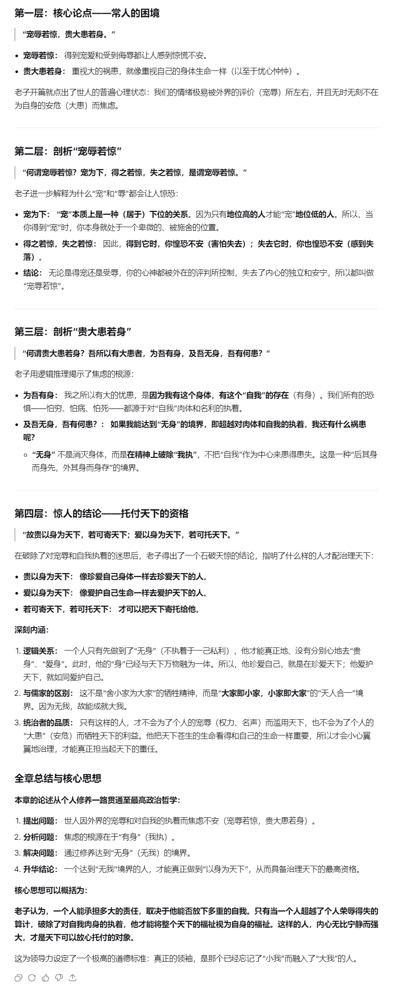 第一层：核心论点——常人的困境
“宠辱若惊，贵大患若身。”
• 宠辱若惊： 得到宠爱和受到侮辱都让人感到惊慌不安。
• 贵大患若身： 重视大的祸患，就像重视自己的身体生命一样（以至于忧心忡忡）。
老子开篇就点出了世人的普遍心理状态：我们的情绪极易被外界的评价（宠辱）所左右，并且无时无刻不在
为自身的安危（大患）而焦虑。
第二层：剖析“宠辱若惊”
“何谓宠辱若惊？宠为下，得之若惊，失之若惊，是谓宠辱若惊。”
老子进一步解释为什么“宠”和“辱”都会让人惊恐：
• 宠为下： “宠”本质上是一种（居于）下位的关系。因为只有地位高的人才能“宠”地位低的人。所以，当
你得到“宠”时，你本身就处于一个卑微的、被施舍的位置。
• 得之若惊，失之若惊： 因此，得到它时，你惶恐不安（害怕失去）；失去它时，你也惶恐不安（感到失
落）。
• 结论： 无论是得宠还是受辱，你的心神都被外在的评判所控制，失去了内心的独立和安宁，所以都叫做
“宠辱若惊”。
第三层：剖析“贵大患若身”
“何谓贵大患若身？吾所以有大患者，为吾有身，及吾无身，吾有何患？”
老子用逻辑推理揭示了焦虑的根源：
• 为吾有身： 我之所以有大的忧患，是因为我有这个身体，有这个“自我”的存在（有身）。我们所有的恐
惧——怕穷、怕病、怕死——都源于对“自我”肉体和名利的执着。
• 及吾无身，吾有何患？： 如果我能达到“无身”的境界，即超越对肉体和自我的执着，我还有什么祸患
呢？
◦ “无身” 不是消灭身体，而是在精神上破除“我执”，不把“自我”作为中心来患得患失。这是一种“后其身
而身先，外其身而身存”的境界。
第四层：惊人的结论——托付天下的资格
“故贵以身为天下，若可寄天下；爱以身为天下，若可托天下。”
在破除了对宠辱和自我执着的迷思后，老子得出了一个石破天惊的结论，指明了什么样的人才配治理天下：
• 贵以身为天下： 像珍爱自己身体一样去珍爱天下的人。
• 爱以身为天下： 像爱护自己生命一样去爱护天下的人。
• 若可寄天下，若可托天下： 才可以把天下寄托给他。
深刻内涵：
1. 逻辑关系： 一个人只有先做到了“无身”（不执着于一己私利），他才能真正地、没有分别心地去“贵
身”、“爱身”。此时，他的“身”已经与天下万物融为一体。所以，他珍爱自己，就是在珍爱天下；他爱护
天下，就如同爱护自己。
2. 与儒家的区别： 这不是“舍小家为大家”的牺牲精神，而是“大家即小家，小家即大家”的“天人合一”境
界。因为无我，故能成就大我。
3. 统治者的品质： 只有这样的人，才不会为了个人的宠辱（权力、名声）而滥用天下，也不会为了个人的
“大患”（安危）而牺牲天下的利益。他把天下苍生的生命看得和自己的生命一样重要，所以才会小心翼
翼地治理，才能真正担当起天下的重任。
全章总结与核心思想
本章的论述从个人修养一路贯通至最高政治哲学：
1. 提出问题： 世人因外界的宠辱和对自我的执着而焦虑不安（宠辱若惊，贵大患若身）。
2. 分析问题： 焦虑的根源在于“有身”（我执）。
3. 解决问题： 通过修养达到“无身”（无我）的境界。
4. 升华结论： 一个达到“无我”境界的人，才能真正做到“以身为天下”，从而具备治理天下的最高资格。
核心思想可以概括为：
老子认为，一个人能承担多大的责任，取决于他能否放下多重的自我。只有当一个人超越了个人荣辱得失的
算计，破除了对自我肉身的执着，他才能将整个天下的福祉视为自身的福祉。这样的人，内心无比宁静而强
大，才是天下可以放心托付的对象。
这为领导力设定了一个极高的道德标准：真正的领袖，是那个已经忘记了“小我”而融入了“大我”的人。